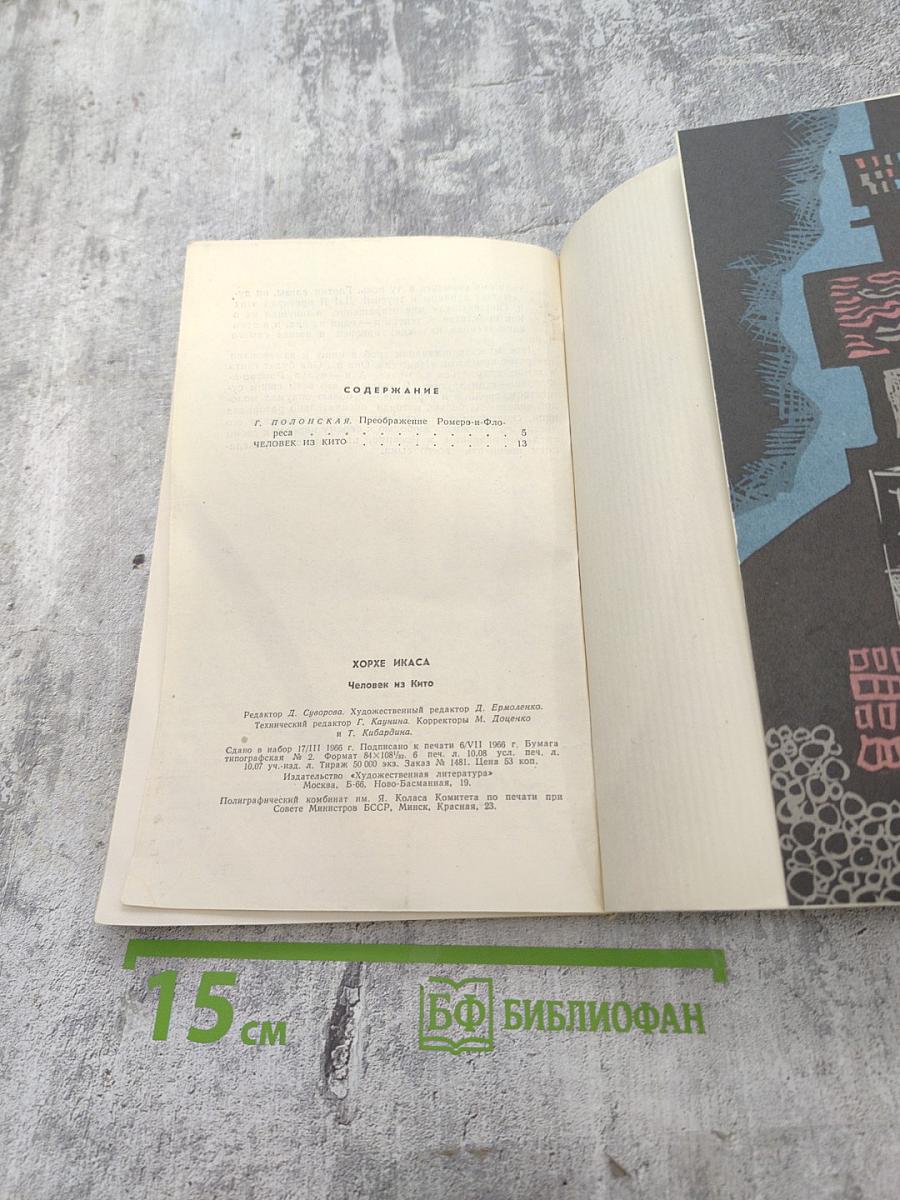 СОДЕРЖАНИЕ
Г. ПОЛОНСКАЯ. Преображение Ромеро-и-Фло-
реса . . . . . . . . . . . . . 5
ЧЕЛОВЕК ИЗ КИТО . . . . . . . . . . 13
ХОРХЕ ИКАСА
Человек из Кито
Редактор Д. Суворова. Художественный редактор Д. Ермоленко.
Технический редактор Г. Каунина. Корректоры М. Доценко
и Т. Кибардина.
Сдано в набор 17/III 1966 г. Подписано к печати 6/VII 1966 г. Бумага
типографская № 2. Формат 84×108¹/₃₂. 6 печ. л. 10,08 усл. печ. л.
10,07 уч.-изд. л. Тираж 50 000 экз. Заказ № 1481. Цена 53 коп.
Издательство «Художественная литература»
Москва, Б-66, Ново-Басманная, 19.
Полиграфический комбинат им. Я. Коласа Комитета по печати при
Совете Министров БССР, Минск, Красная, 23.
15 см
БФ БИБЛИОФАН